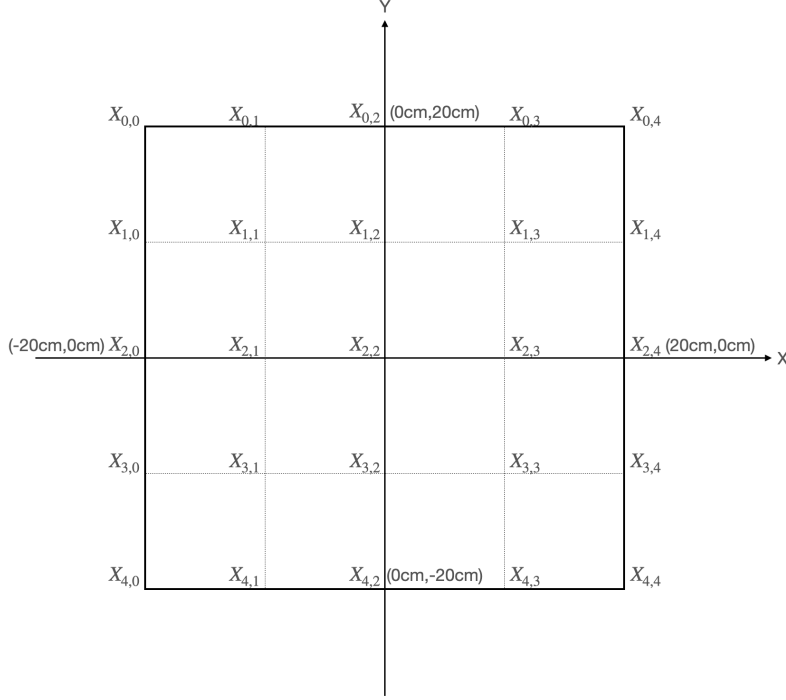 Y
X0,0 X0,1 X0,2 (0cm,20cm) X0,3 X0,4
X1,0 X1,1 X1,2 X1,3 X1,4
(-20cm,0cm) X2,0 X2,1 X2,2 X2,3 X2,4 (20cm,0cm)
X
X3,0 X3,1 X3,2 X3,3 X3,4
X4,0 X4,1 X4,2 (0cm,-20cm) X4,3 X4,4